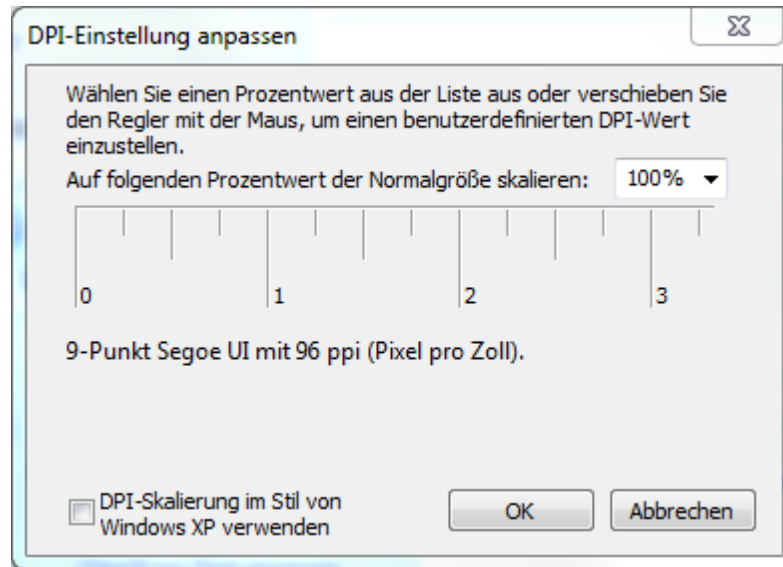 DPI-Einstellung anpassen
Wählen Sie einen Prozentwert aus der Liste aus oder verschieben Sie
den Regler mit der Maus, um einen benutzerdefinierten DPI-Wert
einzustellen.
Auf folgenden Prozentwert der Normalgröße skalieren: 100%
0 1 2 3
9-Punkt Segoe UI mit 96 ppi (Pixel pro Zoll).
DPI-Skalierung im Stil von
Windows XP verwenden
OK Abbrechen